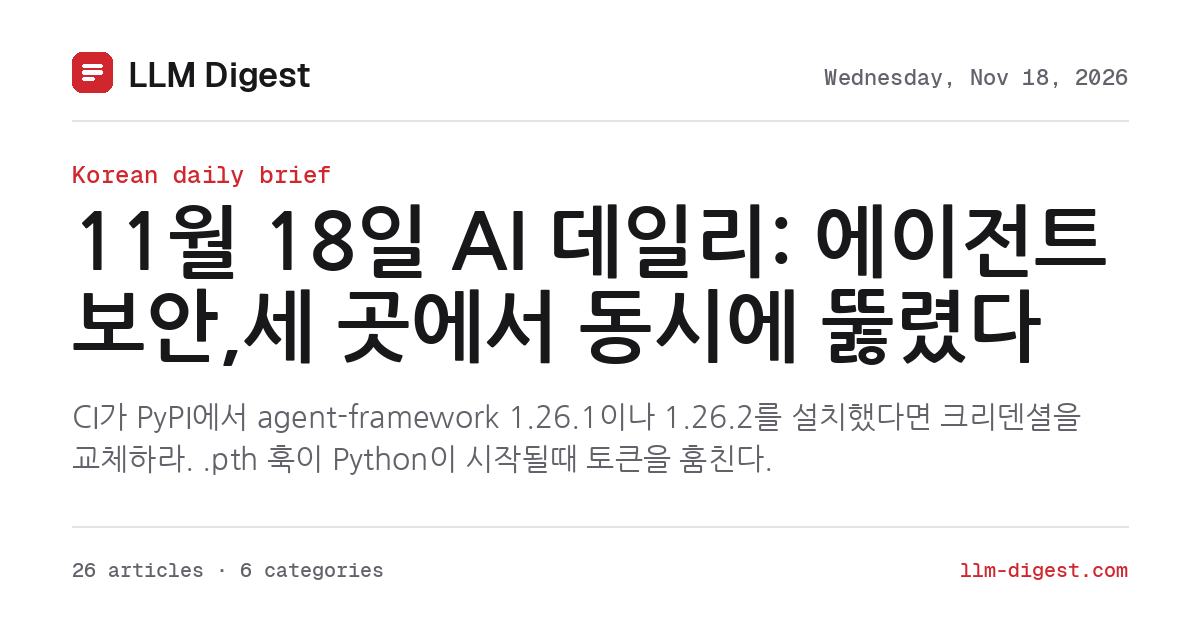 LLM Digest
Wednesday, Nov 18, 2026
Korean daily brief
11월 18일 AI 데일리: 에이전트
보안,세 곳에서 동시에 뚫렸다
CI가 PyPI에서 agent-framework 1.26.1이나 1.26.2를 설치했다면 크리덴셜을
교체하라. .pth 훅이 Python이 시작될때 토큰을 훔친다.
26 articles · 6 categories
llm-digest.com